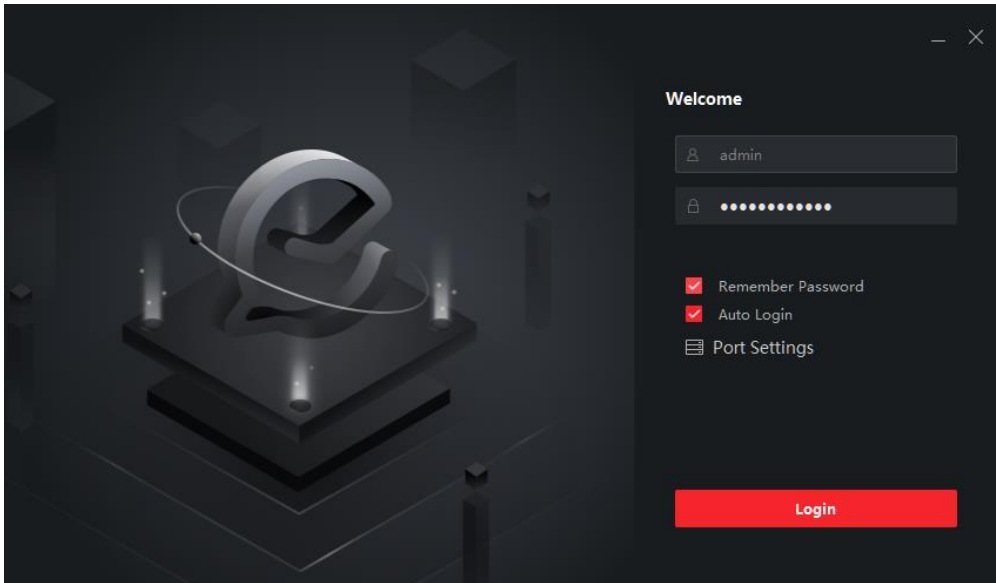 Welcome
admin
●●●●●●●●●●●●
Remember Password
Auto Login
Port Settings
Login